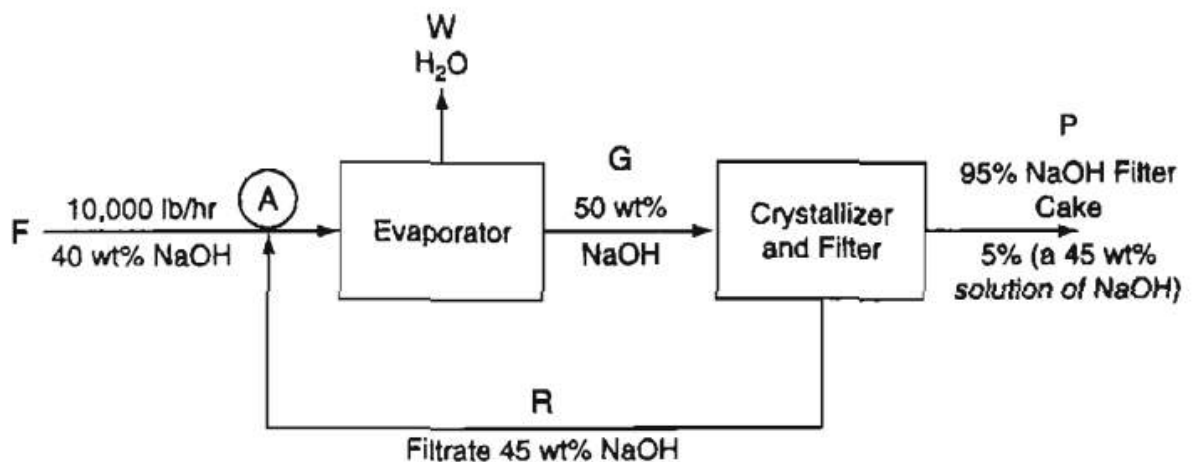 W
H₂O
G
P
F
10,000 lb/hr
A
40 wt% NaOH
Evaporator
50 wt%
NaOH
Crystallizer
and Filter
95% NaOH Filter
Cake
5% (a 45 wt%
solution of NaOH)
R
Filtrate 45 wt% NaOH